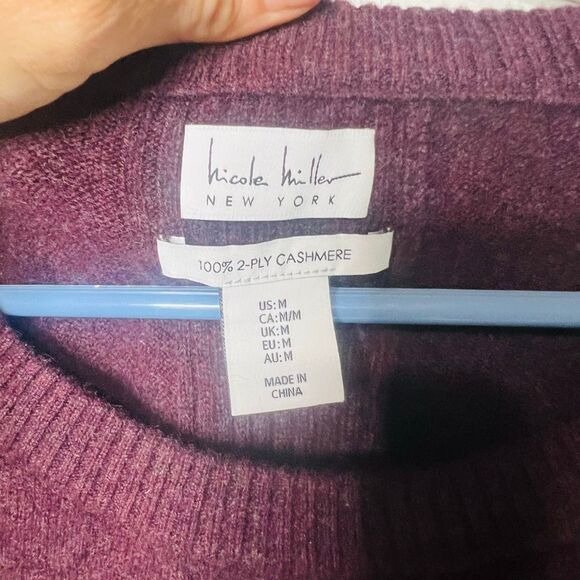 Nicole Miller
NEW YORK
100% 2-PLY CASHMERE
US: M
CA: M/M
UK: M
EU: M
AU: M
MADE IN
CHINA